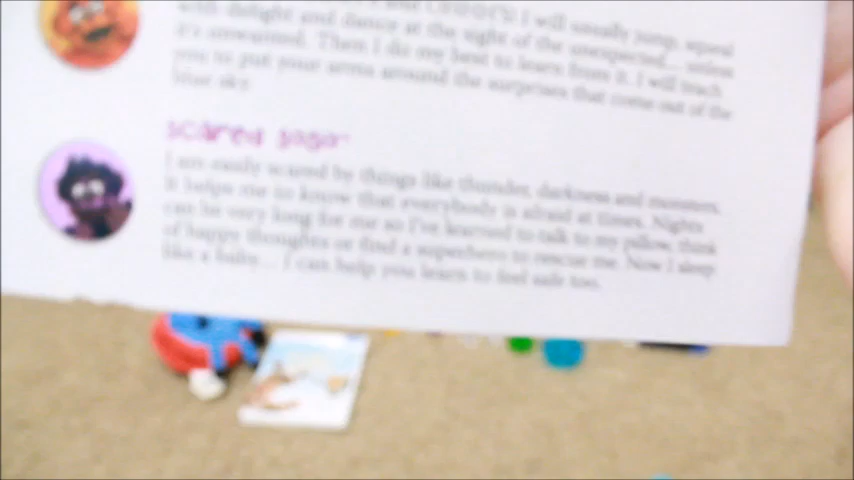 I will usually jump, squeal
with delight and dance at the sight of the unexpected... unless
it's unwanted. Then I do my best to learn from it. I will teach
you to put your arms around the surprises that come out of the
blue sky.
scared
I am easily scared by things like thunder, darkness and monsters.
It helps me to know that everybody is afraid at times. Nights
can be very long for me so I've learned to talk to my pillow, think
of happy thoughts or find a superhero to rescue me. Now I sleep
like a baby... I can help you learn to feel safe too.